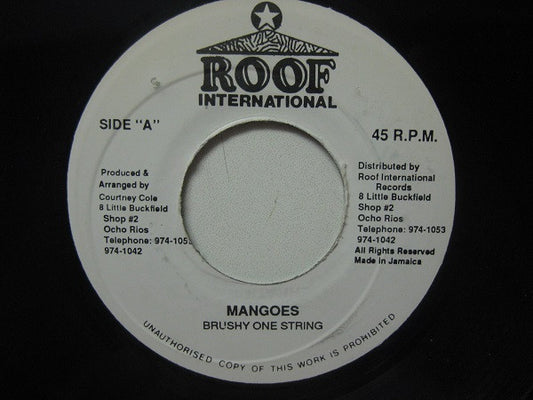 ROOF
INTERNATIONAL
SIDE "A"
45 R.P.M.
Produced &
Arranged by
Courtney Cole
8 Little Buckfield
Shop #2
Ocho Rios
Telephone: 974-1053
974-1042
Distributed by
Roof International
Records
8 Little Buckfield
Shop #2
Ocho Rios
Telephone: 974-1053
974-1042
All Rights Reserved
Made in Jamaica
MANGOES
BRUSHY ONE STRING
UNAUTHORISED COPY OF THIS WORK IS PROHIBITED